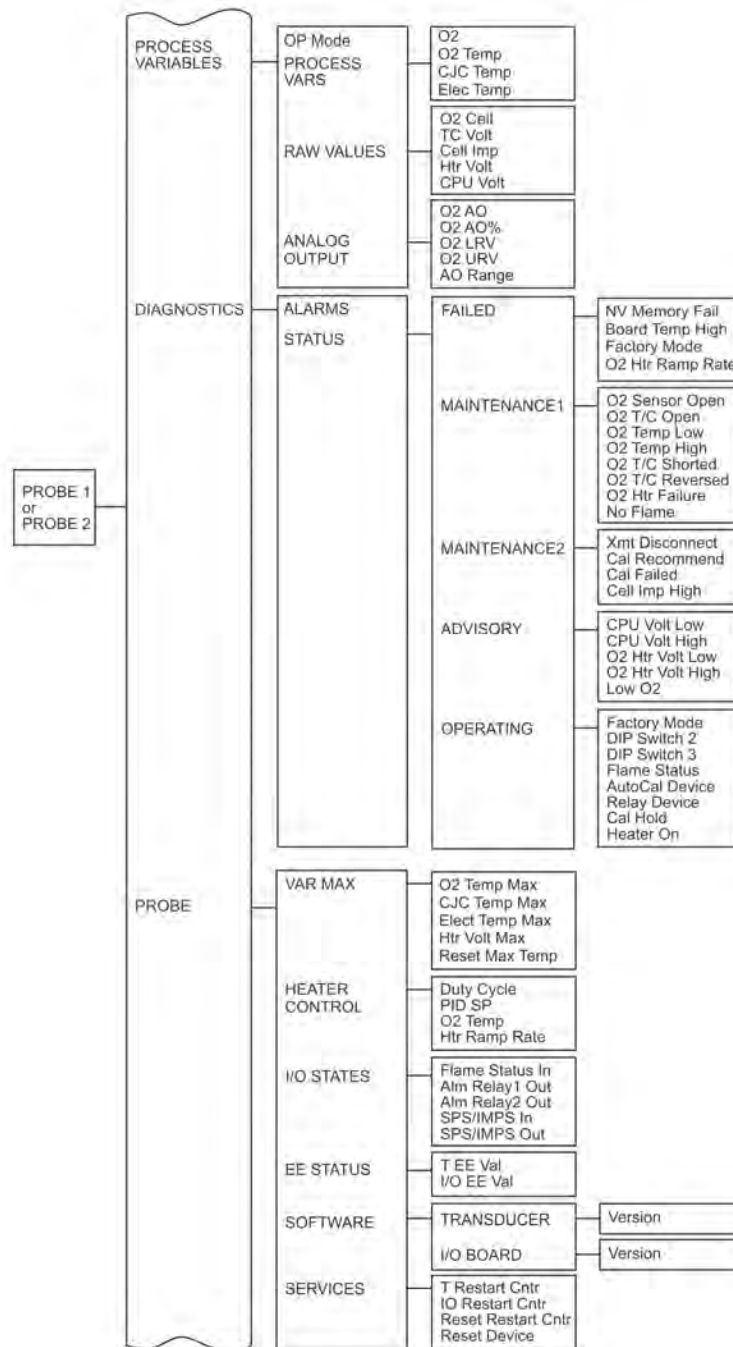 PROBE 1
or
PROBE 2
PROCESS
VARIABLES
OP Mode
PROCESS
VARS
O2
O2 Temp
CJC Temp
Elec Temp
RAW VALUES
O2 Cell
TC Volt
Cell Imp
Htr Volt
CPU Volt
ANALOG
OUTPUT
O2 AO
O2 AO%
O2 LRV
O2 URV
AO Range
DIAGNOSTICS
ALARMS
STATUS
FAILED
NV Memory Fail
Board Temp High
Factory Mode
O2 Htr Ramp Rate
MAINTENANCE1
O2 Sensor Open
O2 T/C Open
O2 Temp Low
O2 Temp High
O2 T/C Shorted
O2 T/C Reversed
O2 Htr Failure
No Flame
MAINTENANCE2
Xmt Disconnect
Cal Recommend
Cal Failed
Cell Imp High
ADVISORY
CPU Volt Low
CPU Volt High
O2 Htr Volt Low
O2 Htr Volt High
Low O2
OPERATING
Factory Mode
DIP Switch 2
DIP Switch 3
Flame Status
AutoCal Device
Relay Device
Cal Hold
Heater On
PROBE
VAR MAX
O2 Temp Max
CJC Temp Max
Elect Temp Max
Htr Volt Max
Reset Max Temp
HEATER
CONTROL
Duty Cycle
PID SP
O2 Temp
Htr Ramp Rate
I/O STATES
Flame Status In
Alm Relay1 Out
Alm Relay2 Out
SPS/IMPS In
SPS/IMPS Out
EE STATUS
T EE Val
I/O EE Val
SOFTWARE
TRANSDUCER
Version
I/O BOARD
Version
SERVICES
T Restart Cntr
IO Restart Cntr
Reset Restart Cntr
Reset Device